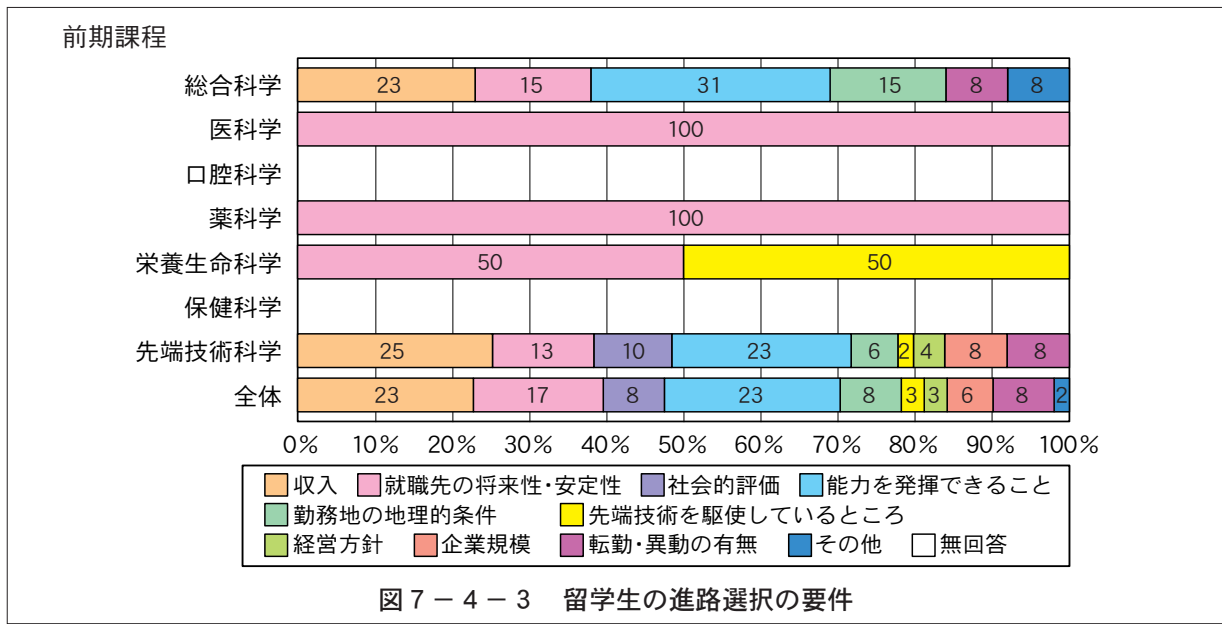 前期課程
総合科学 23 15 31 15 8 8
医科学 100
口腔科学
薬科学 100
栄養生命科学 50 50
保健科学
先端技術科学 25 13 10 23 6 2 4 8 8
全体 23 17 8 23 8 3 3 6 8 2
0% 10% 20% 30% 40% 50% 60% 70% 80% 90% 100%
収入 就職先の将来性・安定性 社会的評価 能力を発揮できること
勤務地の地理的条件 先端技術を駆使しているところ
経営方針 企業規模 転勤・異動の有無 その他 無回答
図7－4－3 留学生の進路選択の要件